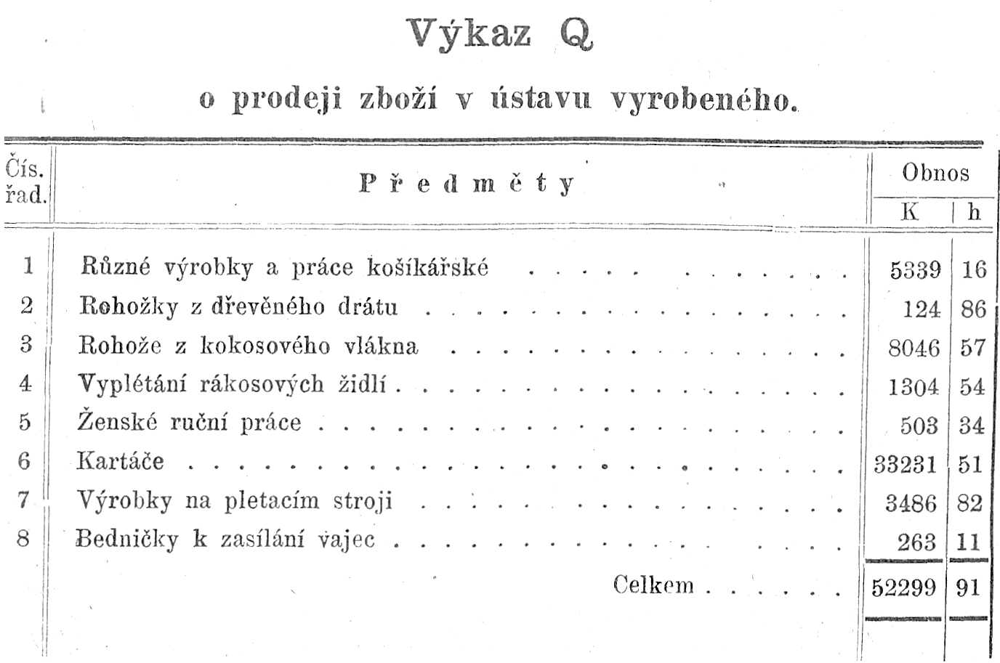 Výkaz Q
o prodeji zboží v ústavu vyrobeného.
Čís. řad. Předměty Obnos
K h
1 Různé výrobky a práce košíkářské . . . . . . . . . . . . 5339 16
2 Rohožky z dřevěného drátu . . . . . . . . . . . . . . . . . 124 86
3 Rohože z kokosového vlákna . . . . . . . . . . . . . . . . 8046 57
4 Vyplétání rákosových židlí . . . . . . . . . . . . . . . . . . 1304 54
5 Ženské ruční práce . . . . . . . . . . . . . . . . . . . . . 503 34
6 Kartáče . . . . . . . . . . . . . . . . . . . . . . . . . . 33231 51
7 Výrobky na pletacím stroji . . . . . . . . . . . . . . . . . 3486 82
8 Bedničky k zasílání vajec . . . . . . . . . . . . . . . . 263 11
Celkem . . . . . . 52299 91